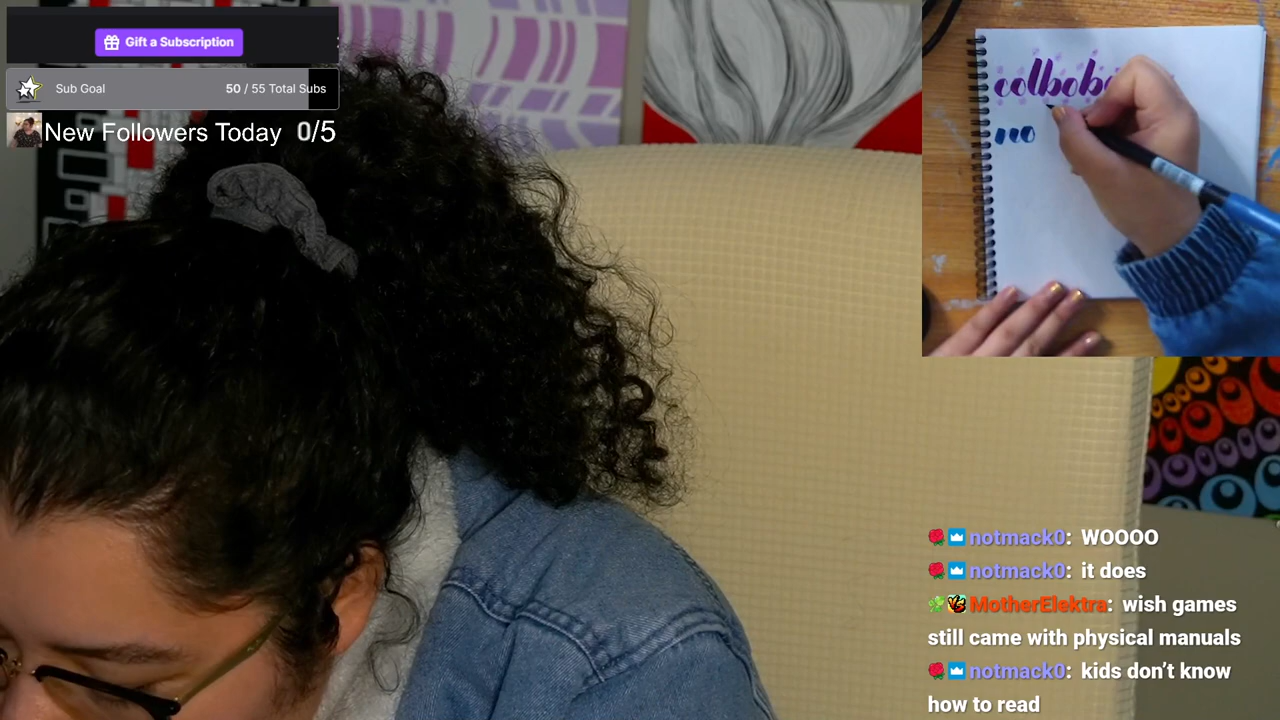 Gift a Subscription
Sub Goal
50 / 55 Total Subs
New Followers Today 0/5
notmack0: WOOOO
notmack0: it does
MotherElektra: wish games
still came with physical manuals
notmack0: kids don't know
how to read